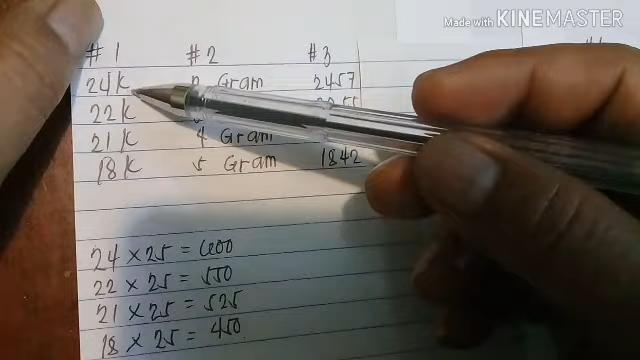 Made with KINEMASTER
#1 #2 #3
24k Gram 2457
22k
21k 4 Gram
18k 5 Gram 1842
24 × 25 = 600
22 × 25 = 550
21 × 25 = 525
18 × 25 = 450